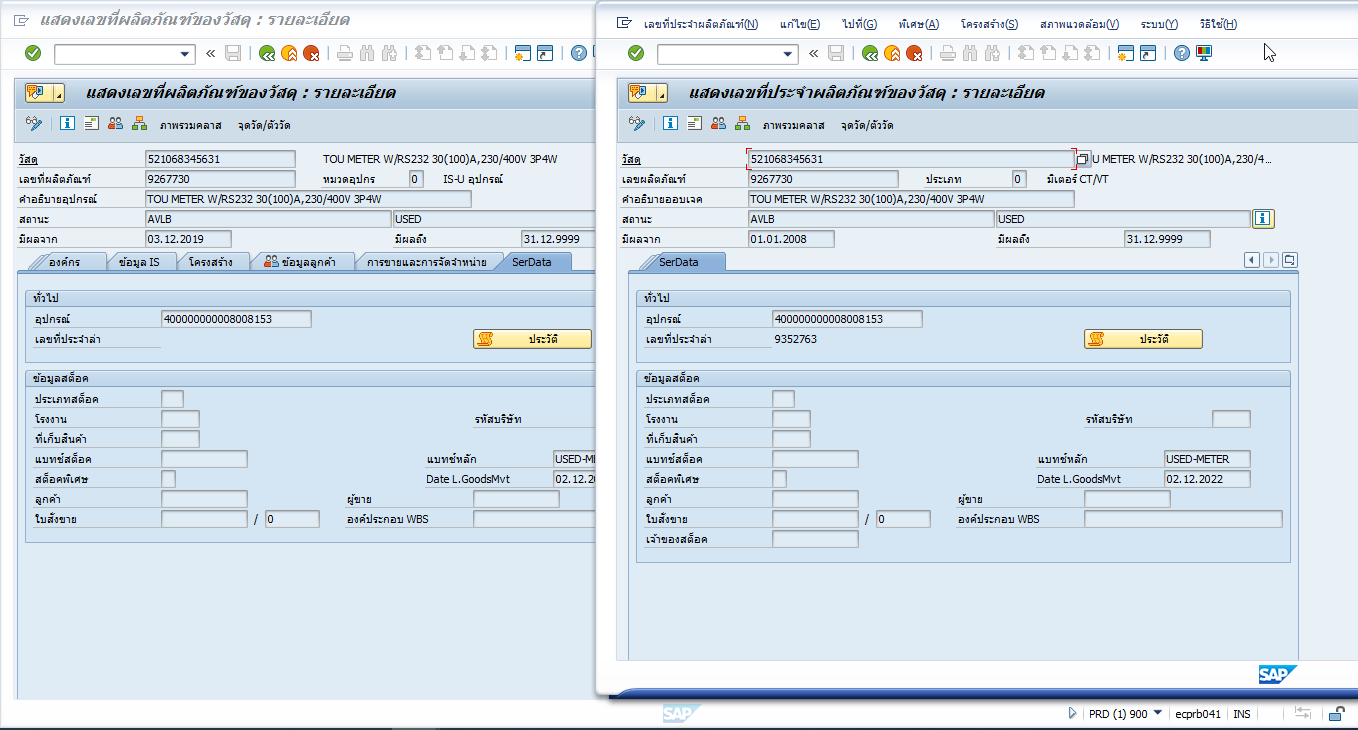 แสดงเลขที่ผลิตภัณฑ์ของวัสดุ : รายละเอียด
แสดงเลขที่ผลิตภัณฑ์ของวัสดุ : รายละเอียด
ภาพรวมคลาส จุดวัด/ตัววัด
วัสดุ 521068345631 TOU METER W/RS232 30(100)A,230/400V 3P4W
เลขที่ผลิตภัณฑ์ 9267730 หมวดอุปกร 0 IS-U อุปกรณ์
คำอธิบายอุปกรณ์ TOU METER W/RS232 30(100)A,230/400V 3P4W
สถานะ AVLB USED
มีผลจาก 03.12.2019 มีผลถึง 31.12.9999
องค์กร ข้อมูล IS โครงสร้าง ข้อมูลลูกค้า การขายและการจัดจำหน่าย SerData
ทั่วไป
อุปกรณ์ 400000000008008153
เลขที่ประจำล่า ประวัติ
ข้อมูลสต็อค
ประเภทสต็อค
โรงงาน รหัสบริษัท
ที่เก็บสินค้า
แบทช์สต็อค แบทช์หลัก USED-ME
สต็อคพิเศษ Date L.GoodsMvt 02.12.20
ลูกค้า ผู้ขาย
ใบสั่งขาย / 0 องค์ประกอบ WBS
เลขที่ประจำผลิตภัณฑ์(N) แก้ไข(E) ไปที่(G) พิเศษ(A) โครงสร้าง(S) สภาพแวดล้อม(V) ระบบ(Y) วิธีใช้(H)
แสดงเลขที่ประจำผลิตภัณฑ์ของวัสดุ : รายละเอียด
ภาพรวมคลาส จุดวัด/ตัววัด
วัสดุ 521068345631 U METER W/RS232 30(100)A,230/4...
เลขผลิตภัณฑ์ 9267730 ประเภท 0 มีเตอร์ CT/VT
คำอธิบายออบเจค TOU METER W/RS232 30(100)A,230/400V 3P4W
สถานะ AVLB USED
มีผลจาก 01.01.2008 มีผลถึง 31.12.9999
SerData
ทั่วไป
อุปกรณ์ 400000000008008153
เลขที่ประจำล่า 9352763 ประวัติ
ข้อมูลสต็อค
ประเภทสต็อค
โรงงาน รหัสบริษัท
ที่เก็บสินค้า
แบทช์สต็อค แบทช์หลัก USED-METER
สต็อคพิเศษ Date L.GoodsMvt 02.12.2022
ลูกค้า ผู้ขาย
ใบสั่งขาย / 0 องค์ประกอบ WBS
เจ้าของสต็อค
SAP
SAP
PRD (1) 900 ecprb041 INS